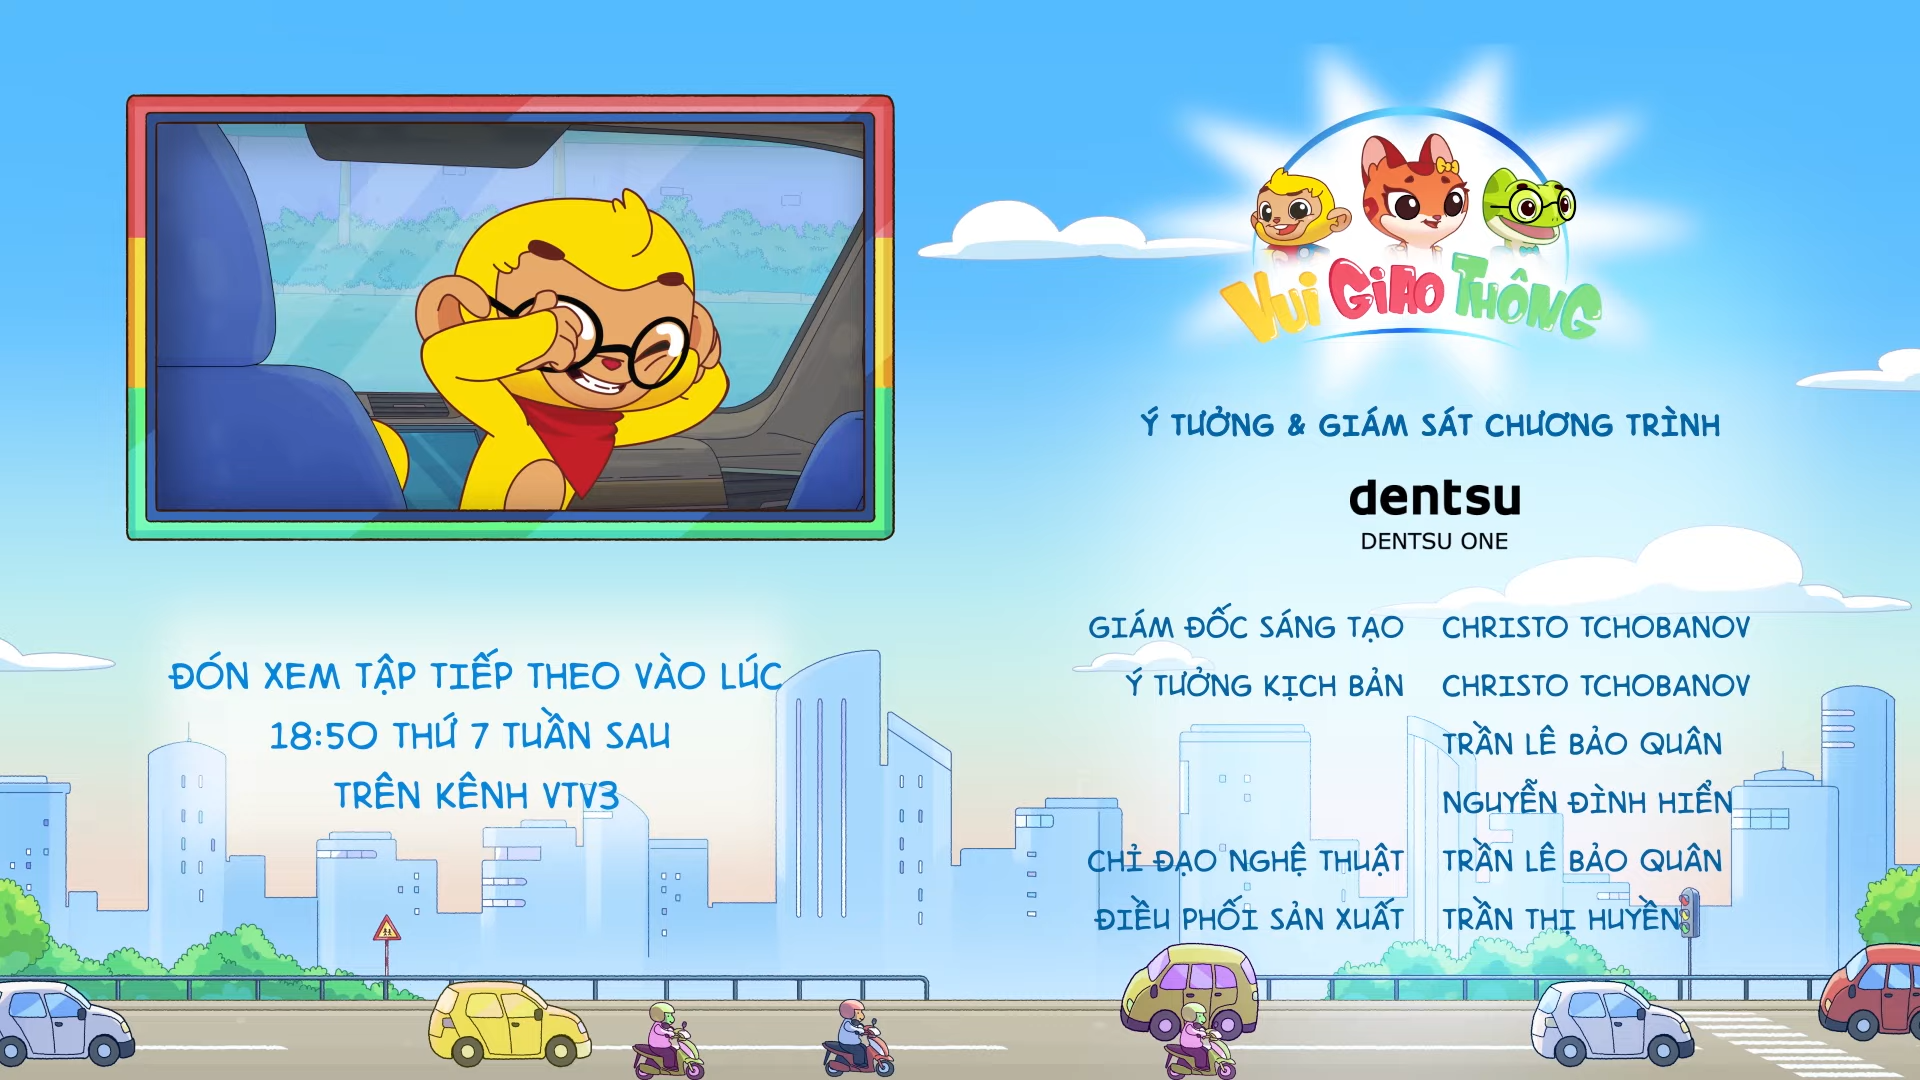 VUI GIAO THÔNG
Ý TƯỞNG & GIÁM SÁT CHƯƠNG TRÌNH
dentsu
DENTSU ONE
GIÁM ĐỐC SÁNG TẠO CHRISTO TCHOBANOV
Ý TƯỞNG KỊCH BẢN CHRISTO TCHOBANOV
TRẦN LÊ BẢO QUÂN
NGUYỄN ĐÌNH HIỂN
CHỈ ĐẠO NGHỆ THUẬT TRẦN LÊ BẢO QUÂN
ĐIỀU PHỐI SẢN XUẤT TRẦN THỊ HUYỀN
ĐÓN XEM TẬP TIẾP THEO VÀO LÚC
18:50 THỨ 7 TUẦN SAU
TRÊN KÊNH VTV3